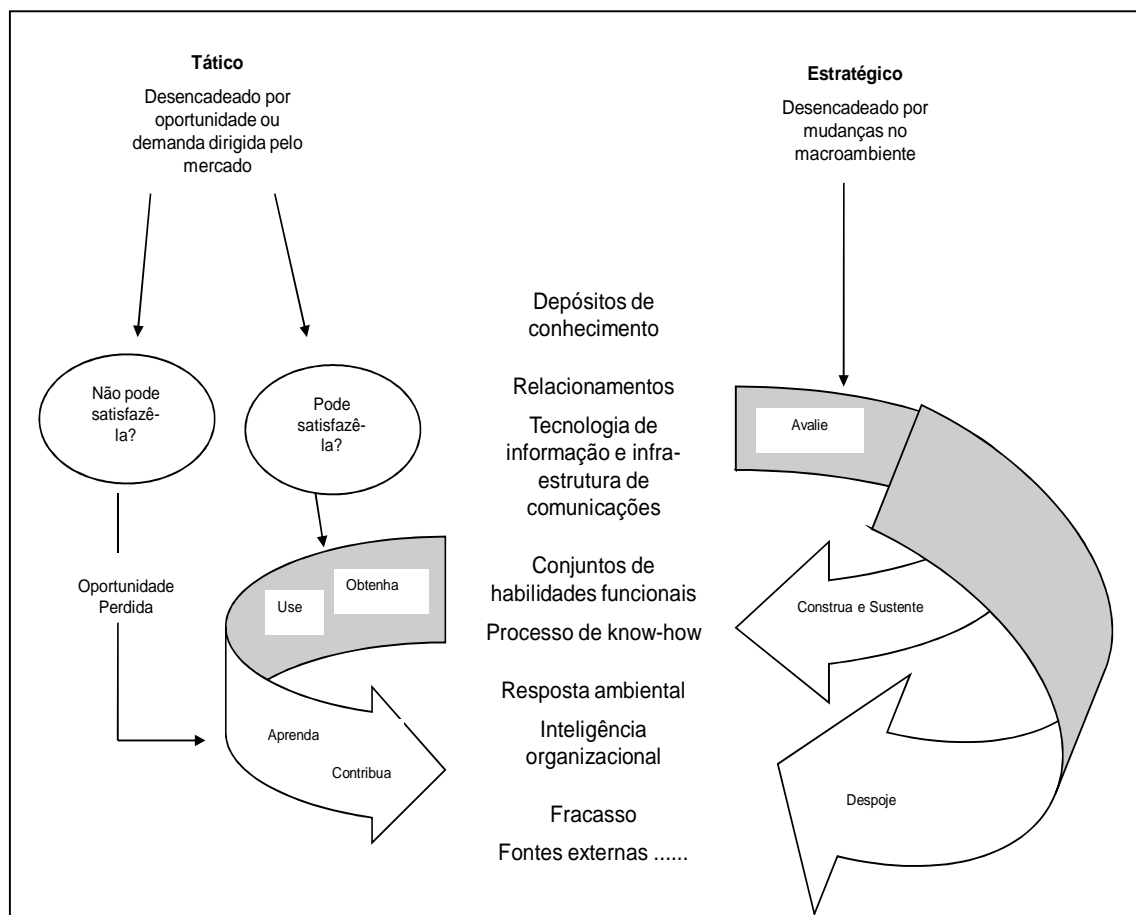 Tático
Desencadeado por
oportunidade ou
demanda dirigida pelo
mercado
Estratégico
Desencadeado por
mudanças no
macroambiente
Não pode
satisfazê-
la?
Pode
satisfazê-
la?
Oportunidade
Perdida
Use
Obtenha
Aprenda
Contribua
Depósitos de
conhecimento
Relacionamentos
Tecnologia de
informação e infra-
estrutura de
comunicações
Conjuntos de
habilidades funcionais
Processo de know-how
Resposta ambiental
Inteligência
organizacional
Fracasso
Fontes externas ......
Avalie
Construa e Sustente
Despoje